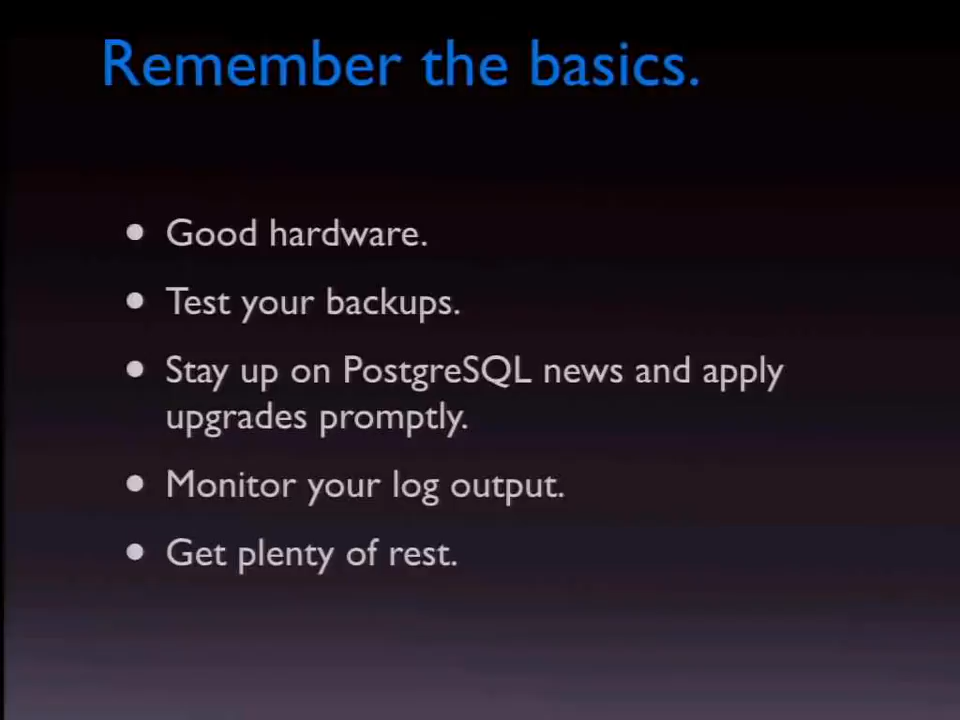 Remember the basics.
• Good hardware.
• Test your backups.
• Stay up on PostgreSQL news and apply
upgrades promptly.
• Monitor your log output.
• Get plenty of rest.